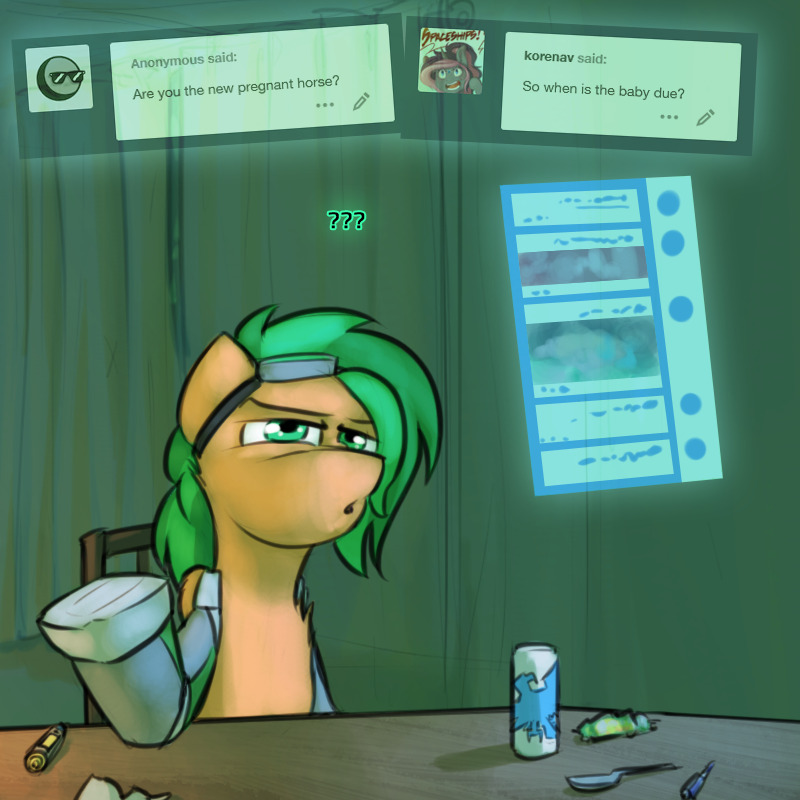 Anonymous said:
Are you the new pregnant horse?
SPACESHIPS!
korenav said:
So when is the baby due?
???